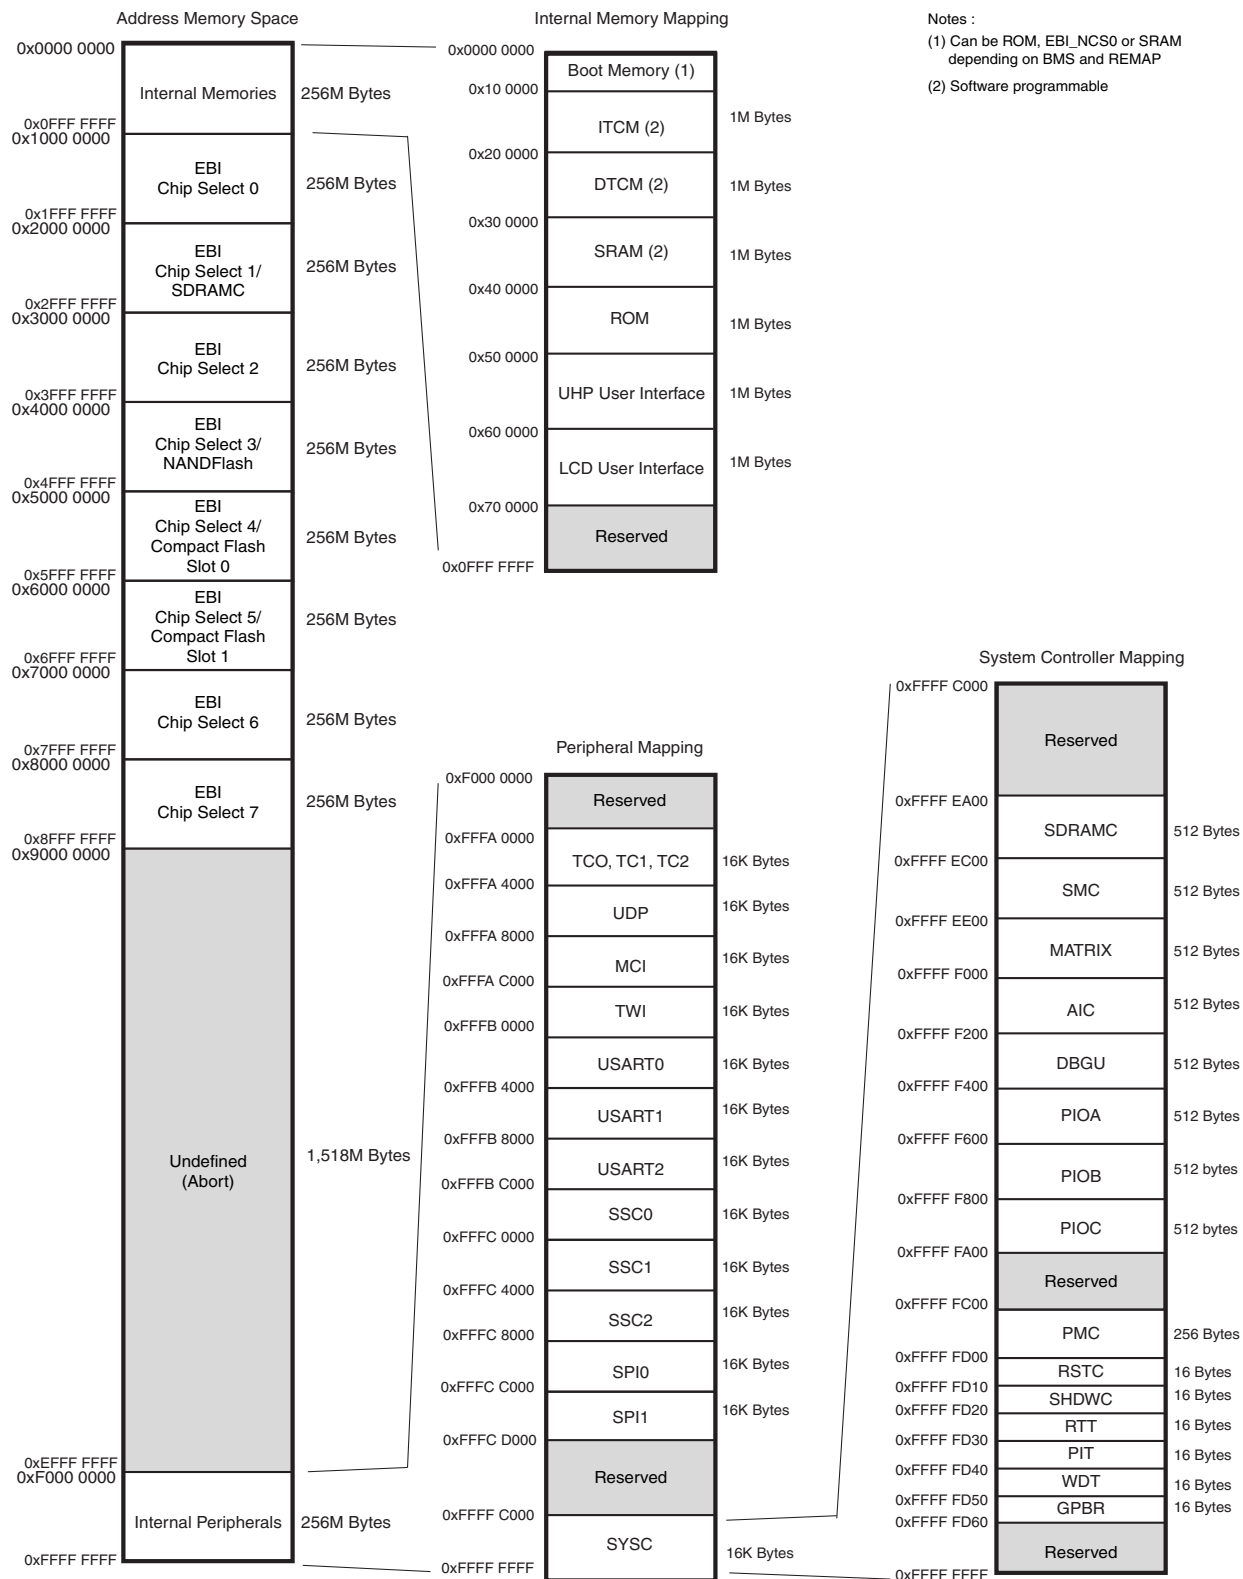 Address Memory Space
0x0000 0000
Internal Memories
256M Bytes
0x0FFF FFFF
0x1000 0000
EBI
Chip Select 0
256M Bytes
0x1FFF FFFF
0x2000 0000
EBI
Chip Select 1/
SDRAMC
256M Bytes
0x2FFF FFFF
0x3000 0000
EBI
Chip Select 2
256M Bytes
0x3FFF FFFF
0x4000 0000
EBI
Chip Select 3/
NANDFlash
256M Bytes
0x4FFF FFFF
0x5000 0000
EBI
Chip Select 4/
Compact Flash
Slot 0
256M Bytes
0x5FFF FFFF
0x6000 0000
EBI
Chip Select 5/
Compact Flash
Slot 1
256M Bytes
0x6FFF FFFF
0x7000 0000
EBI
Chip Select 6
256M Bytes
0x7FFF FFFF
0x8000 0000
EBI
Chip Select 7
256M Bytes
0x8FFF FFFF
0x9000 0000
Undefined
(Abort)
1,518M Bytes
0xEFFF FFFF
0xF000 0000
Internal Peripherals
256M Bytes
0xFFFF FFFF
Internal Memory Mapping
0x0000 0000
Boot Memory (1)
0x10 0000
ITCM (2)
1M Bytes
0x20 0000
DTCM (2)
1M Bytes
0x30 0000
SRAM (2)
1M Bytes
0x40 0000
ROM
1M Bytes
0x50 0000
UHP User Interface
1M Bytes
0x60 0000
LCD User Interface
1M Bytes
0x70 0000
Reserved
0x0FFF FFFF
Notes :
(1) Can be ROM, EBI_NCS0 or SRAM
depending on BMS and REMAP
(2) Software programmable
Peripheral Mapping
0xF000 0000
Reserved
0xFFFA 0000
TCO, TC1, TC2
16K Bytes
0xFFFA 4000
UDP
16K Bytes
0xFFFA 8000
MCI
16K Bytes
0xFFFA C000
TWI
16K Bytes
0xFFFB 0000
USART0
16K Bytes
0xFFFB 4000
USART1
16K Bytes
0xFFFB 8000
USART2
16K Bytes
0xFFFB C000
SSC0
16K Bytes
0xFFFC 0000
SSC1
16K Bytes
0xFFFC 4000
SSC2
16K Bytes
0xFFFC 8000
SPI0
16K Bytes
0xFFFC C000
SPI1
16K Bytes
0xFFFC D000
Reserved
0xFFFF C000
SYSC
16K Bytes
0xFFFF FFFF
System Controller Mapping
0xFFFF C000
Reserved
0xFFFF EA00
SDRAMC
512 Bytes
0xFFFF EC00
SMC
512 Bytes
0xFFFF EE00
MATRIX
512 Bytes
0xFFFF F000
AIC
512 Bytes
0xFFFF F200
DBGU
512 Bytes
0xFFFF F400
PIOA
512 Bytes
0xFFFF F600
PIOB
512 bytes
0xFFFF F800
PIOC
512 bytes
0xFFFF FA00
Reserved
0xFFFF FC00
PMC
256 Bytes
0xFFFF FD00
RSTC
16 Bytes
0xFFFF FD10
SHDWC
16 Bytes
0xFFFF FD20
RTT
16 Bytes
0xFFFF FD30
PIT
16 Bytes
0xFFFF FD40
WDT
16 Bytes
0xFFFF FD50
GPBR
16 Bytes
0xFFFF FD60
Reserved
0xFFFF FFFF